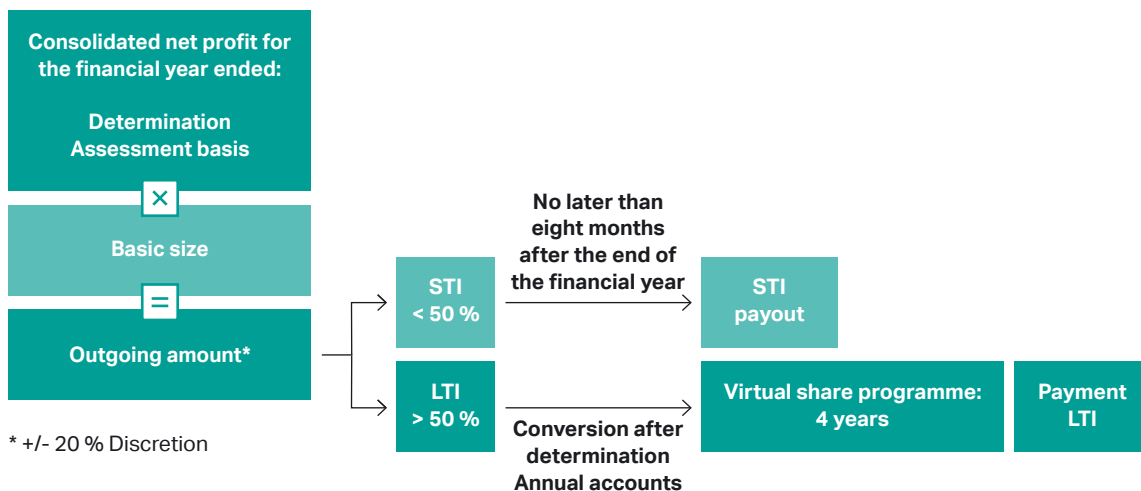 Consolidated net profit for
the financial year ended:
Determination
Assessment basis
×
Basic size
=
Outgoing amount*
* +/- 20 % Discretion
STI
< 50 %
No later than
eight months
after the end of
the financial year
STI
payout
LTI
> 50 %
Conversion after
determination
Annual accounts
Virtual share programme:
4 years
Payment
LTI